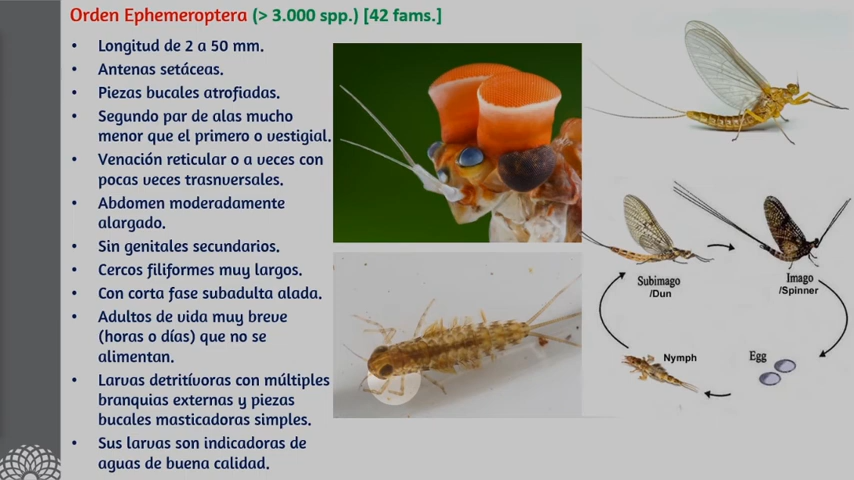 Orden Ephemeroptera (> 3.000 spp.) [42 fams.]
• Longitud de 2 a 50 mm.
• Antenas setáceas.
• Piezas bucales atrofiadas.
• Segundo par de alas mucho
menor que el primero o vestigial.
• Venación reticular o a veces con
pocas veces trasnversales.
• Abdomen moderadamente
alargado.
• Sin genitales secundarios.
• Cercos filiformes muy largos.
• Con corta fase subadulta alada.
• Adultos de vida muy breve
(horas o días) que no se
alimentan.
• Larvas detritívoras con múltiples
branquias externas y piezas
bucales masticadoras simples.
• Sus larvas son indicadoras de
aguas de buena calidad.
Subimago
/Dun
Imago
/Spinner
Nymph
Egg